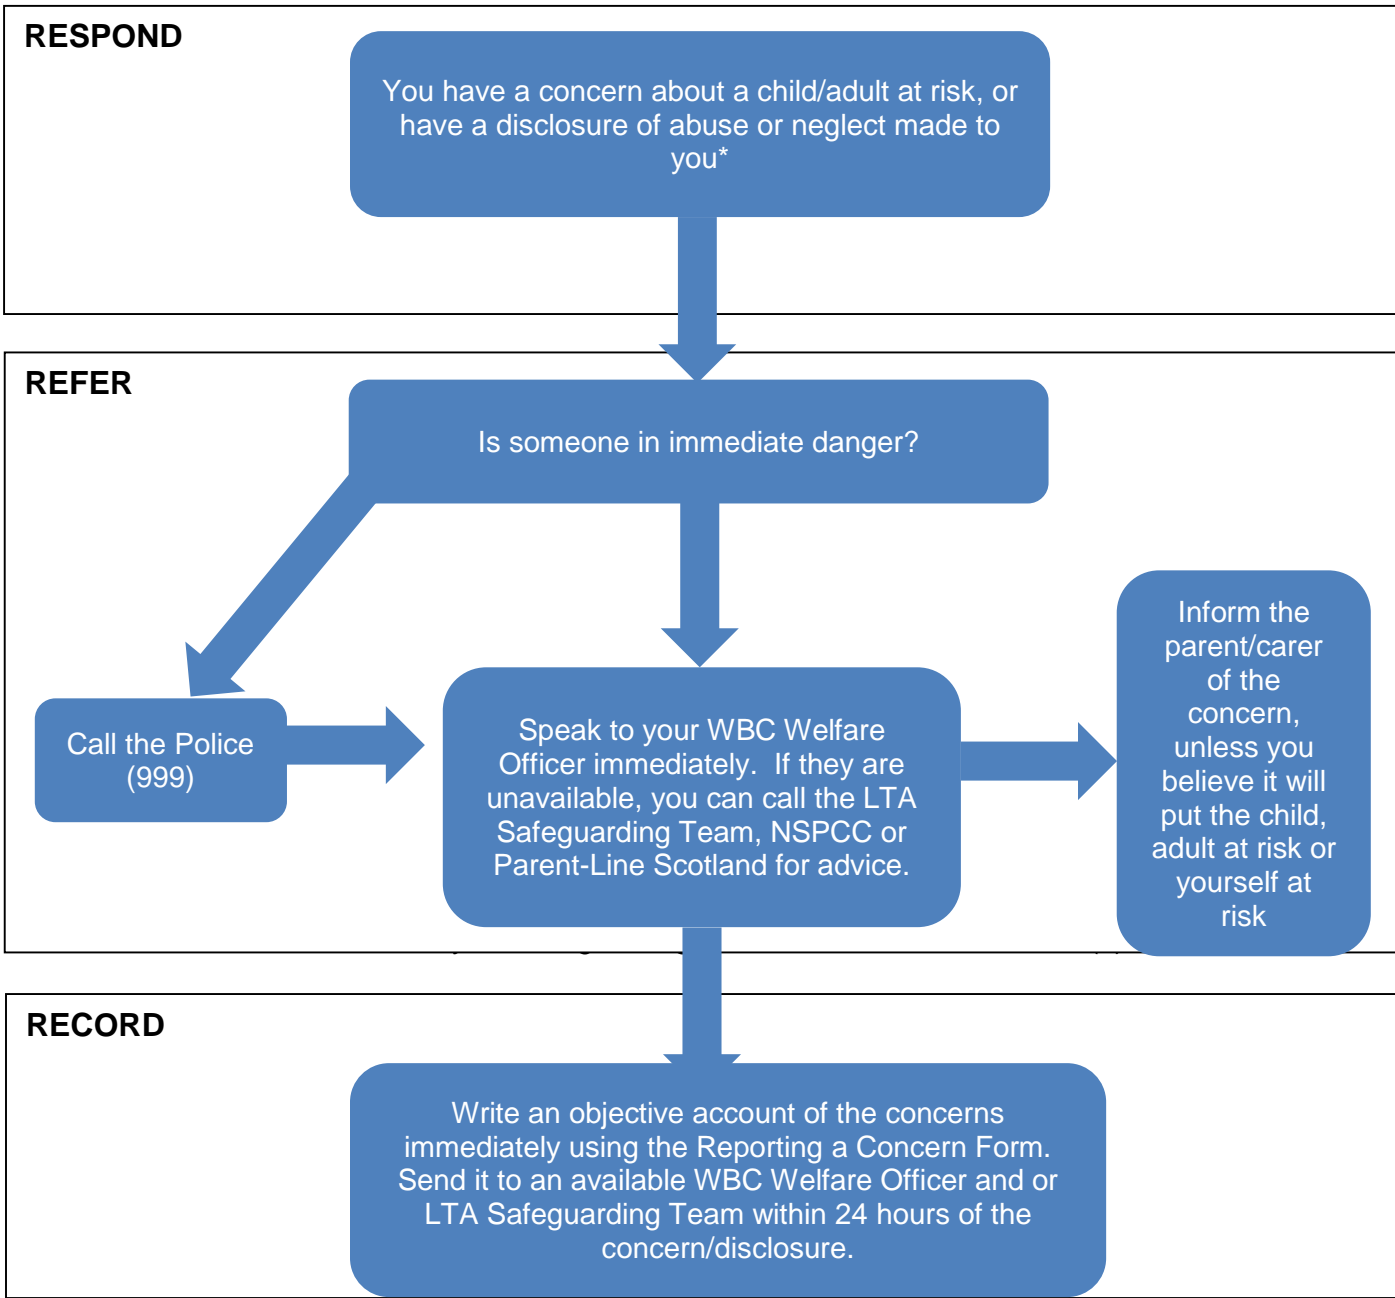 RESPOND
You have a concern about a child/adult at risk, or
have a disclosure of abuse or neglect made to
you*
REFER
Is someone in immediate danger?
Call the Police
(999)
Speak to your WBC Welfare
Officer immediately.  If they are
unavailable, you can call the LTA
Safeguarding Team, NSPCC or
Parent-Line Scotland for advice.
Inform the
parent/carer
of the
concern,
unless you
believe it will
put the child,
adult at risk or
yourself at
risk
RECORD
Write an objective account of the concerns
immediately using the Reporting a Concern Form.
Send it to an available WBC Welfare Officer and or
LTA Safeguarding Team within 24 hours of the
concern/disclosure.